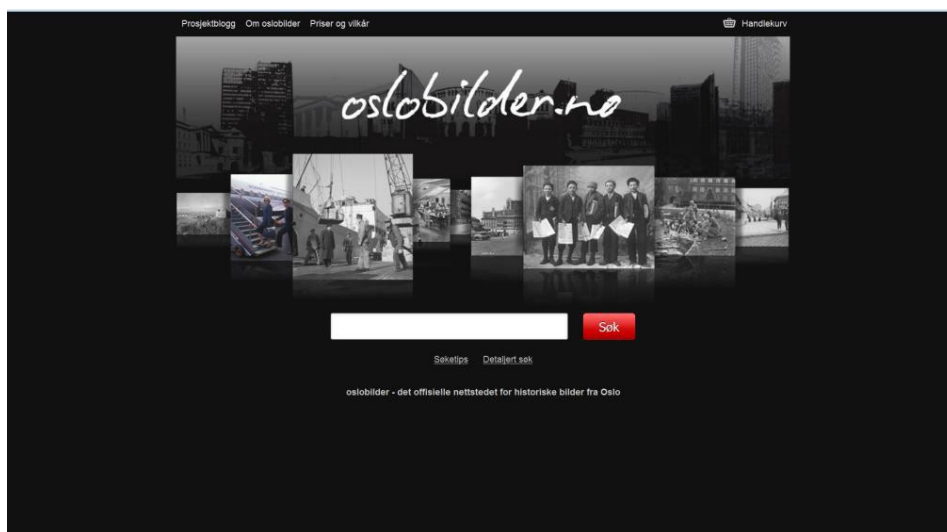 Prosjektblogg Om oslobilder Priser og vilkår Handlekurv
oslobilder.no
Søk
Søketips Detaljert søk
oslobilder - det offisielle nettstedet for historiske bilder fra Oslo